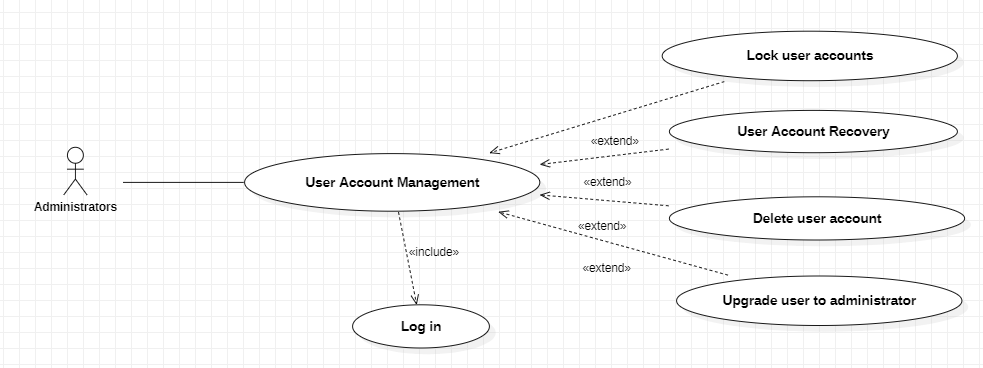 Lock user accounts
User Account Recovery
«extend»
User Account Management
«extend»
Administrators
Delete user account
«extend»
«include»
«extend»
Upgrade user to administrator
Log in